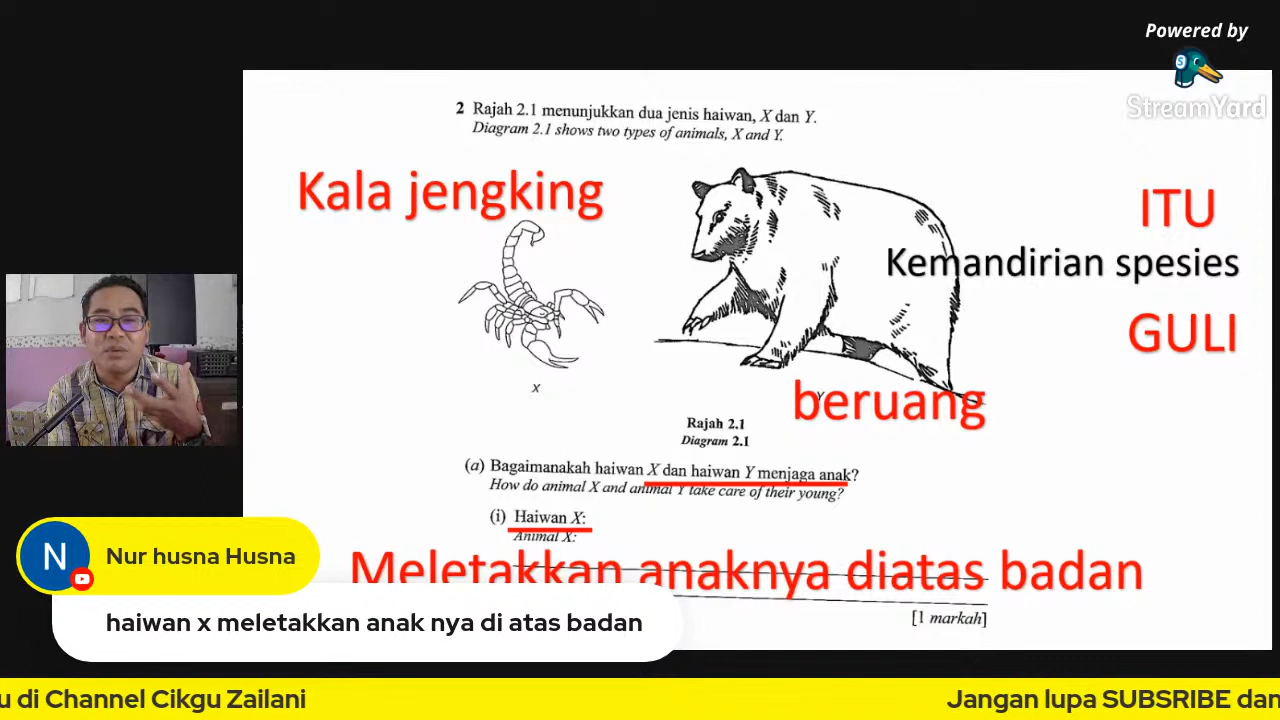 Powered by
StreamYard
2 Rajah 2.1 menunjukkan dua jenis haiwan, X dan Y.
Diagram 2.1 shows two types of animals, X and Y.
Kala jengking
ITU
Kemandirian spesies
GULI
X
beruang
Rajah 2.1
Diagram 2.1
(a) Bagaimanakah haiwan X dan haiwan Y menjaga anak?
How do animal X and animal Y take care of their young?
(i) Haiwan X:
Animal X:
Meletakkan anaknya diatas badan
[1 markah]
N
Nur husna Husna
haiwan x meletakkan anak nya di atas badan
u di Channel Cikgu Zailani
Jangan lupa SUBSRIBE dan